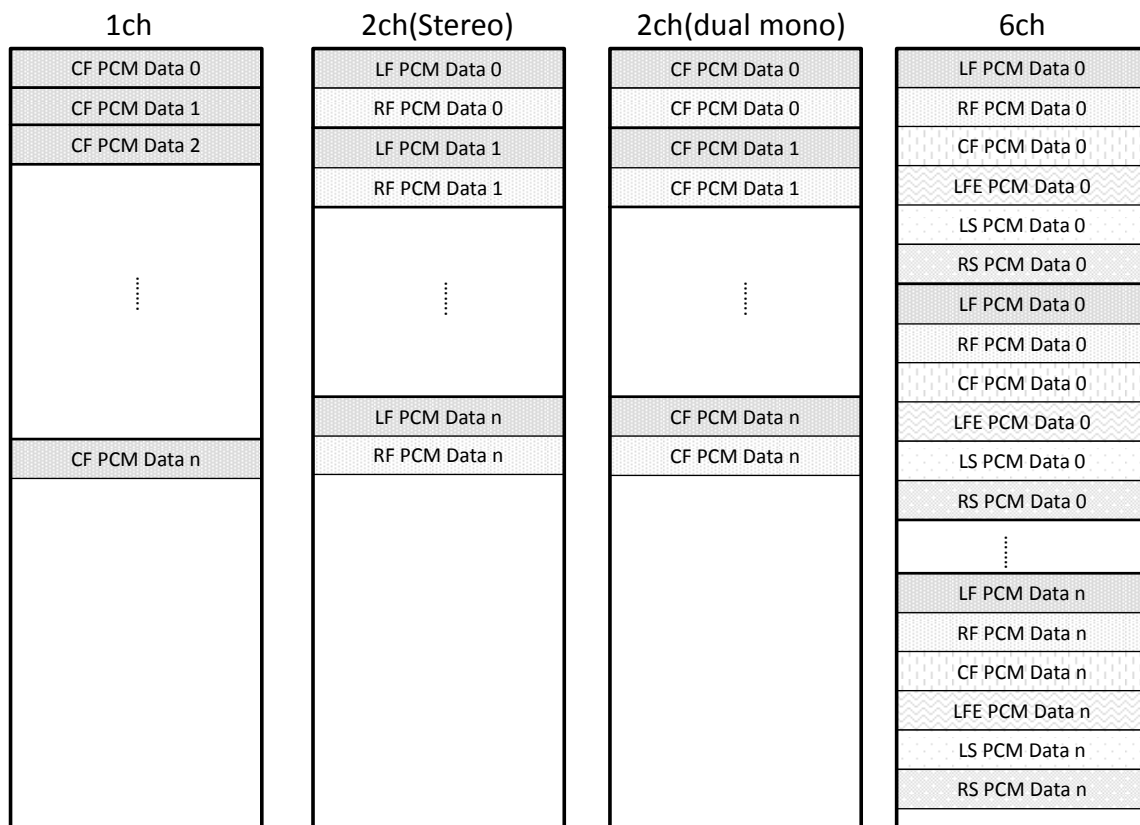 1ch
CF PCM Data 0
CF PCM Data 1
CF PCM Data 2
CF PCM Data n
2ch(Stereo)
LF PCM Data 0
RF PCM Data 0
LF PCM Data 1
RF PCM Data 1
LF PCM Data n
RF PCM Data n
2ch(dual mono)
CF PCM Data 0
CF PCM Data 0
CF PCM Data 1
CF PCM Data 1
CF PCM Data n
CF PCM Data n
6ch
LF PCM Data 0
RF PCM Data 0
CF PCM Data 0
LFE PCM Data 0
LS PCM Data 0
RS PCM Data 0
LF PCM Data 0
RF PCM Data 0
CF PCM Data 0
LFE PCM Data 0
LS PCM Data 0
RS PCM Data 0
LF PCM Data n
RF PCM Data n
CF PCM Data n
LFE PCM Data n
LS PCM Data n
RS PCM Data n